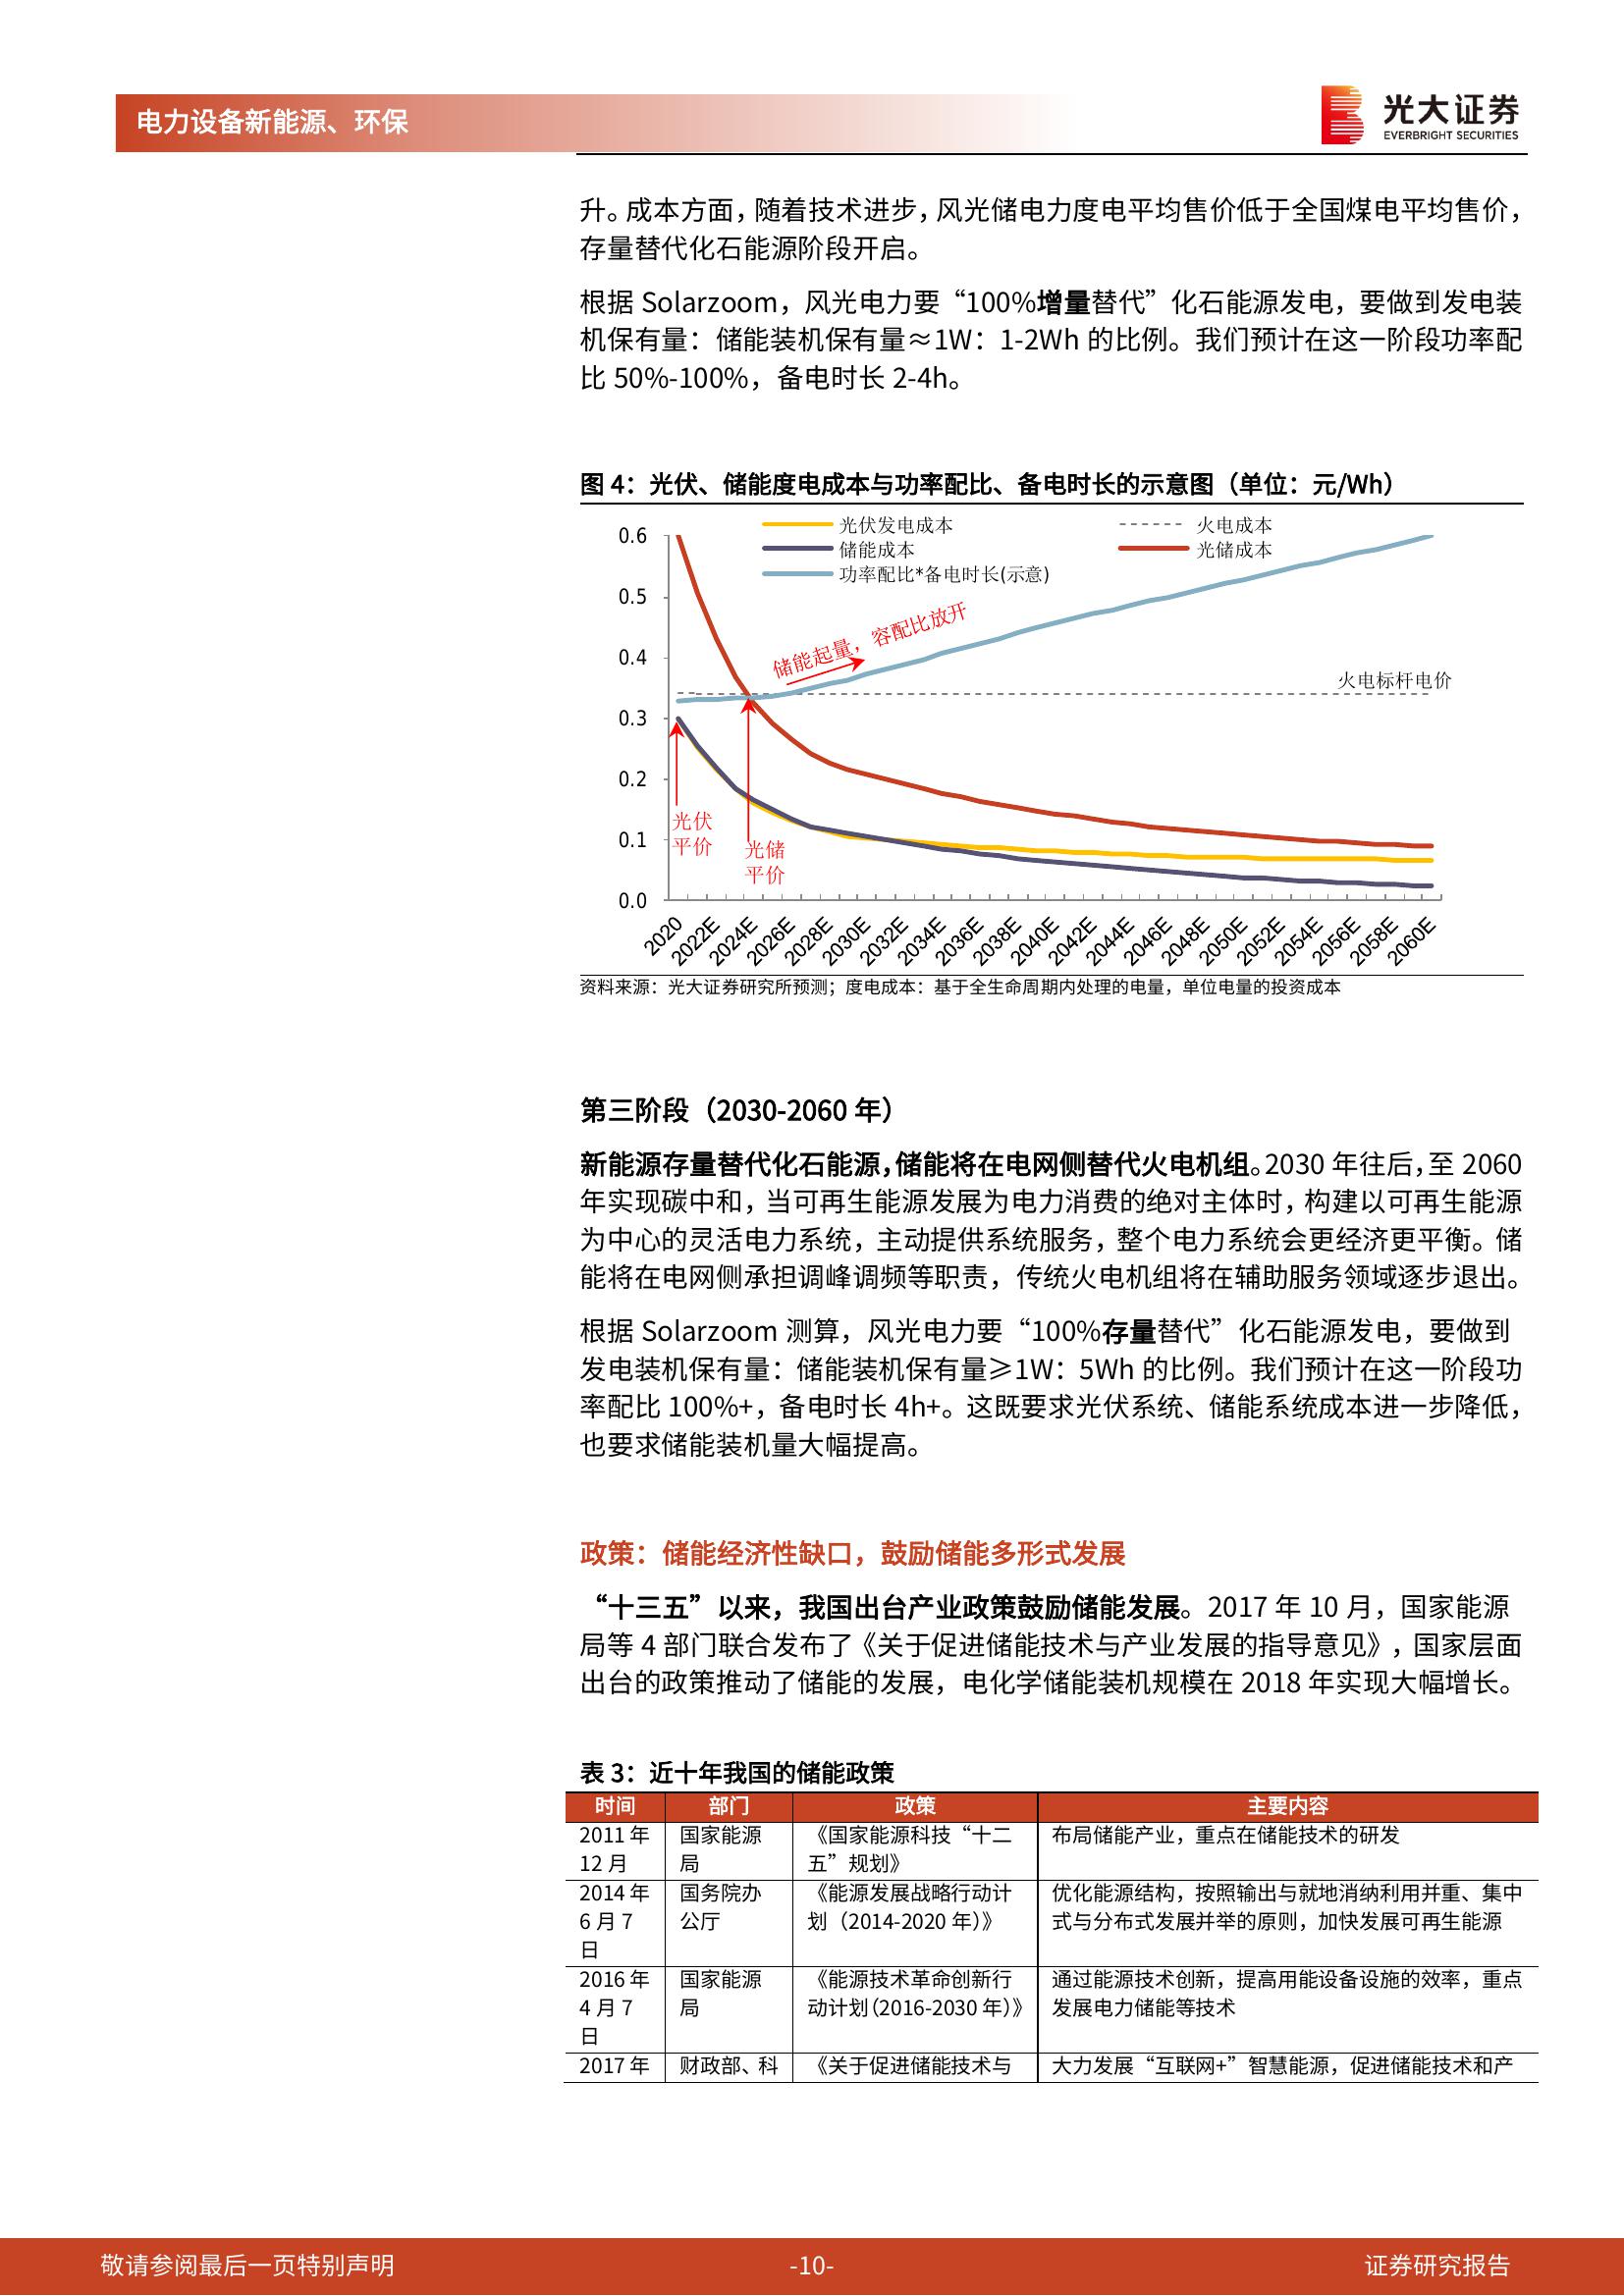 电力设备新能源、环保
光大证券
EVERBRIGHT SECURITIES
升。成本方面，随着技术进步，风光储电力度电平均售价低于全国煤电平均售价，
存量替代化石能源阶段开启。
根据 Solarzoom，风光电力要“100%增量替代”化石能源发电，要做到发电装
机保有量：储能装机保有量≈1W：1-2Wh 的比例。我们预计在这一阶段功率配
比 50%-100%，备电时长 2-4h。
图 4：光伏、储能度电成本与功率配比、备电时长的示意图（单位：元/Wh）
光伏发电成本
火电成本
储能成本
光储成本
功率配比*备电时长(示意)
0.6
0.5
0.4
0.3
0.2
0.1
0.0
储能起量，容配比放开
火电标杆电价
光伏
平价
光储
平价
2020
2022E
2024E
2026E
2028E
2030E
2032E
2034E
2036E
2038E
2040E
2042E
2044E
2046E
2048E
2050E
2052E
2054E
2056E
2058E
2060E
资料来源：光大证券研究所预测；度电成本：基于全生命周期内处理的电量，单位电量的投资成本
第三阶段（2030-2060 年）
新能源存量替代化石能源，储能将在电网侧替代火电机组。2030 年往后，至 2060
年实现碳中和，当可再生能源发展为电力消费的绝对主体时，构建以可再生能源
为中心的灵活电力系统，主动提供系统服务，整个电力系统会更经济更平衡。储
能将在电网侧承担调峰调频等职责，传统火电机组将在辅助服务领域逐步退出。
根据 Solarzoom 测算，风光电力要“100%存量替代”化石能源发电，要做到
发电装机保有量：储能装机保有量≥1W：5Wh 的比例。我们预计在这一阶段功
率配比 100%+，备电时长 4h+。这既要求光伏系统、储能系统成本进一步降低，
也要求储能装机量大幅提高。
政策：储能经济性缺口，鼓励储能多形式发展
“十三五”以来，我国出台产业政策鼓励储能发展。2017 年 10 月，国家能源
局等 4 部门联合发布了《关于促进储能技术与产业发展的指导意见》，国家层面
出台的政策推动了储能的发展，电化学储能装机规模在 2018 年实现大幅增长。
表 3：近十年我国的储能政策
时间 部门 政策 主要内容
2011 年 国家能源 《国家能源科技“十二 布局储能产业，重点在储能技术的研发
12 月 局 五”规划》
2014 年 国务院办 《能源发展战略行动计 优化能源结构，按照输出与就地消纳利用并重、集中
6 月 7 公厅 划（2014-2020 年）》 式与分布式发展并举的原则，加快发展可再生能源
日
2016 年 国家能源 《能源技术革命创新行 通过能源技术创新，提高用能设备设施的效率，重点
4 月 7 局 动计划（2016-2030 年）》 发展电力储能等技术
日
2017 年 财政部、科 《关于促进储能技术与 大力发展“互联网+”智慧能源，促进储能技术和产
敬请参阅最后一页特别声明
-10-
证券研究报告